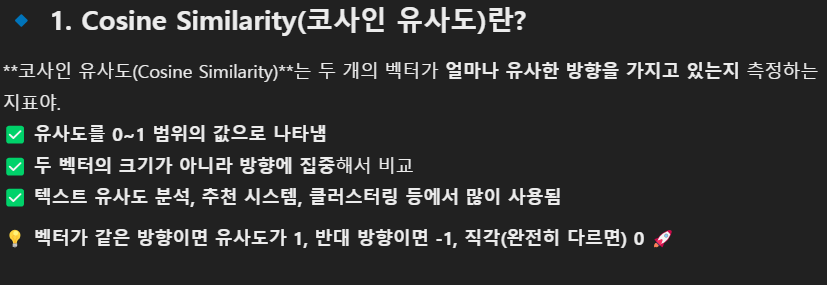 🔹 1. Cosine Similarity(코사인 유사도)란?
**코사인 유사도(Cosine Similarity)**는 두 개의 벡터가 얼마나 유사한 방향을 가지고 있는지 측정하는
지표야.
✅ 유사도를 0~1 범위의 값으로 나타냄
✅ 두 벡터의 크기가 아니라 방향에 집중해서 비교
✅ 텍스트 유사도 분석, 추천 시스템, 클러스터링 등에서 많이 사용됨
💡 벡터가 같은 방향이면 유사도가 1, 반대 방향이면 -1, 직각(완전히 다르면) 0 🚀